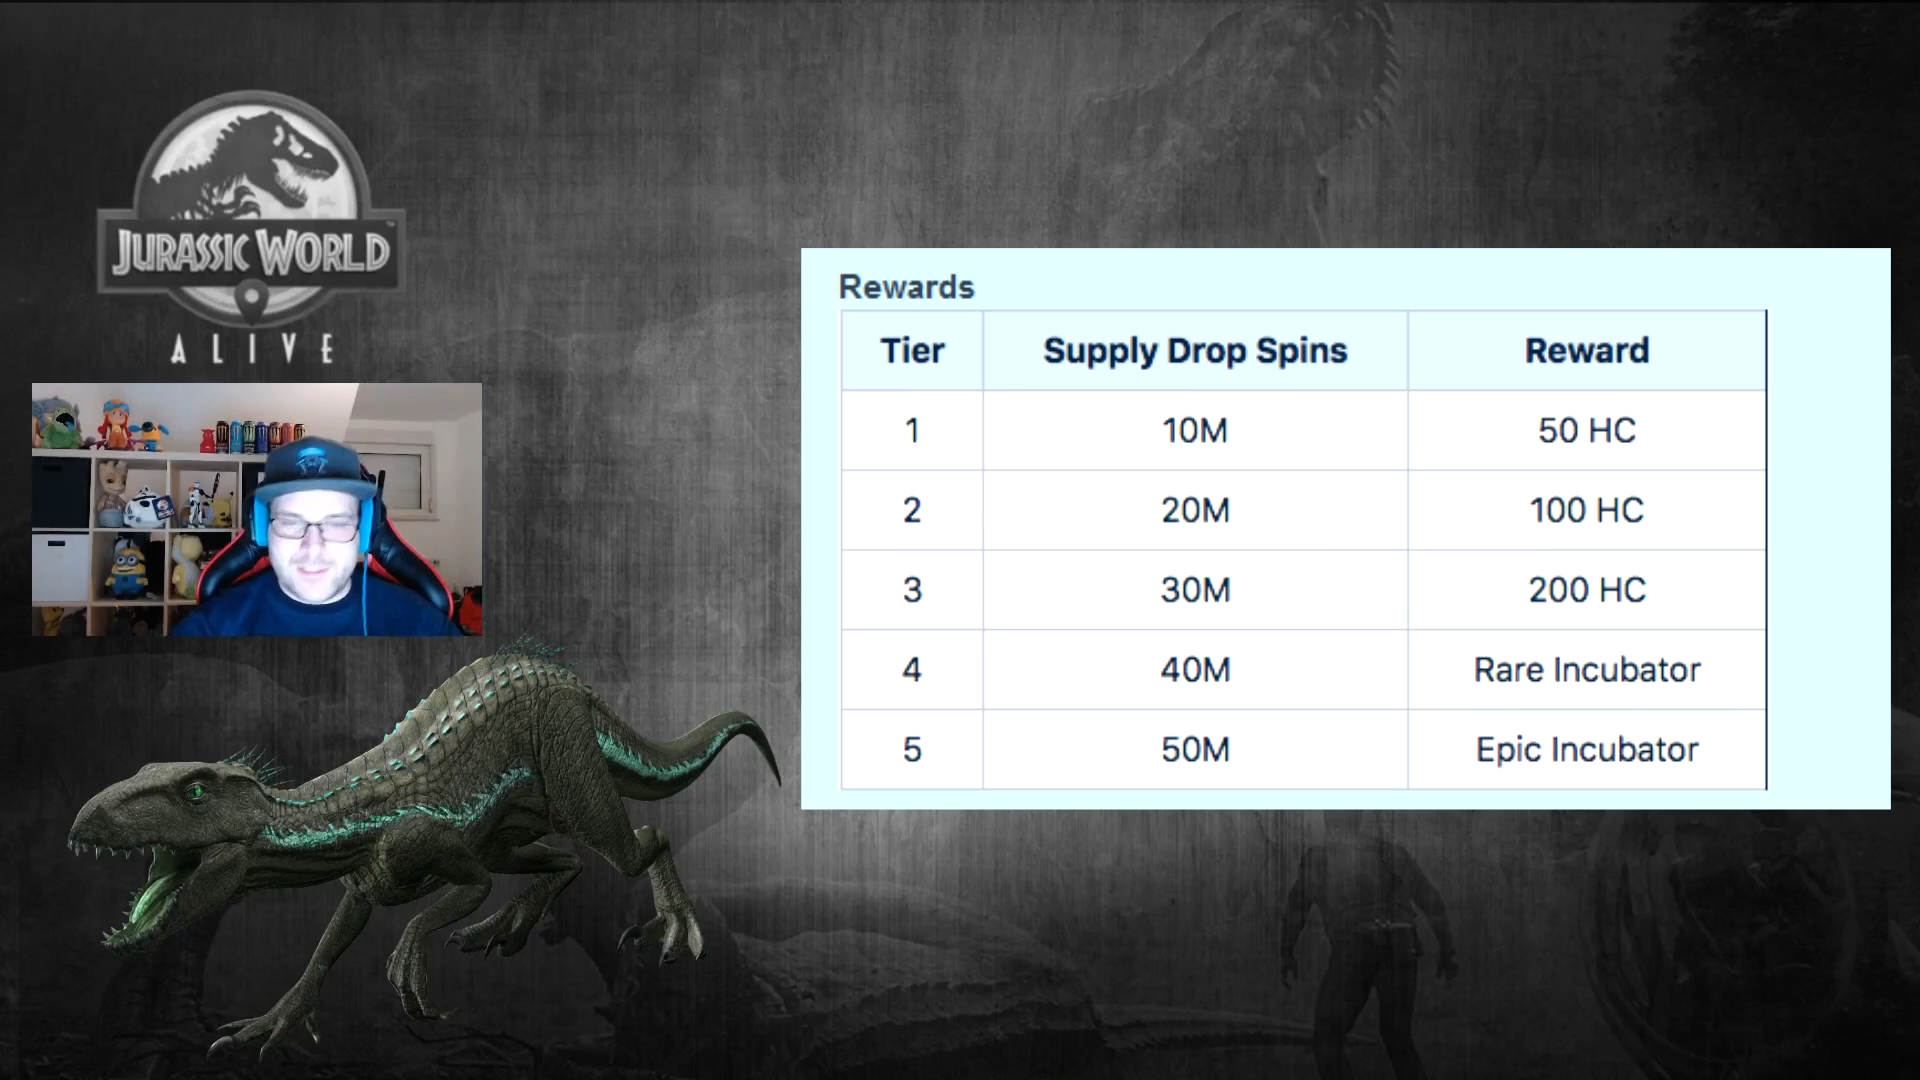 JURASSIC WORLD
ALIVE
Rewards
Tier Supply Drop Spins Reward
1 10M 50 HC
2 20M 100 HC
3 30M 200 HC
4 40M Rare Incubator
5 50M Epic Incubator